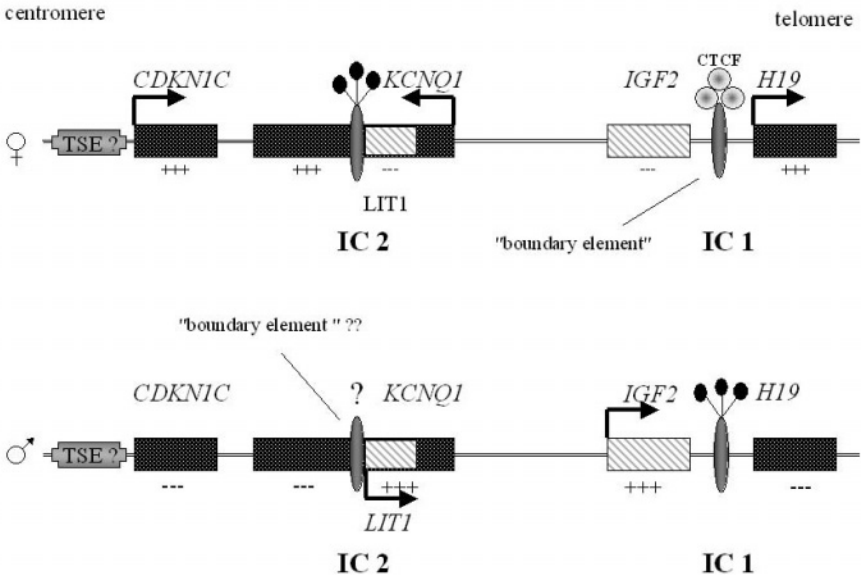 centromere telomere
CDKN1C KCNQ1 IGF2 CTCF H19
♀ TSE ?
+++ +++ --- --- +++
LIT1
IC 2 "boundary element" IC 1
"boundary element " ??
CDKN1C ? KCNQ1 IGF2 H19
♂ TSE ?
--- --- +++ +++ ---
LIT1
IC 2 IC 1